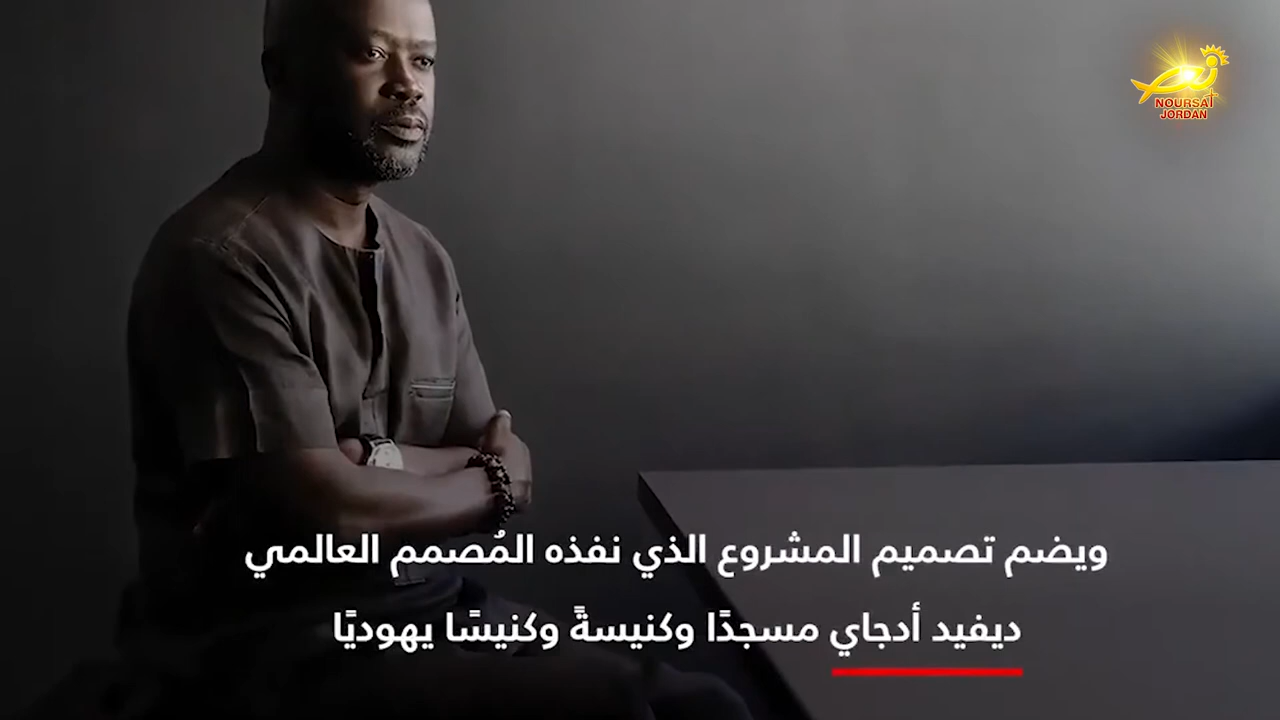 NOURSAT
JORDAN
ويضم تصميم المشروع الذي نفذه المُصمم العالمي
ديفيد أدجاي مسجدًا وكنيسةً وكنيسًا يهوديًا